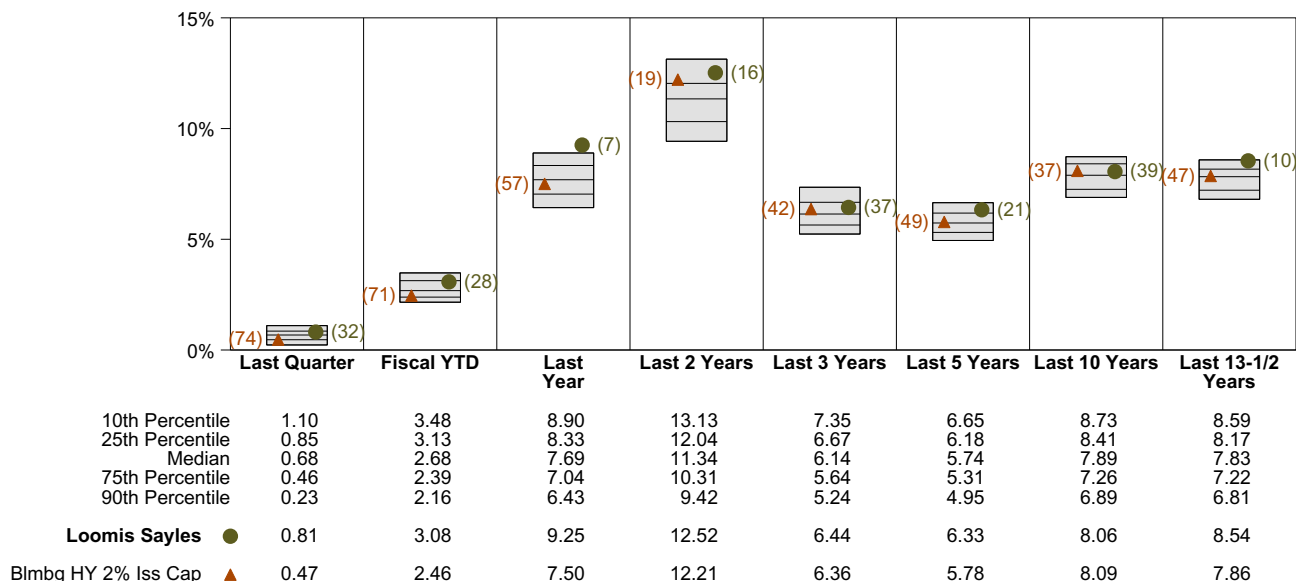 15%
10%
5%
0%
(74)
(32)
(71)
(28)
(57)
(7)
(19)
(16)
(42)
(37)
(49)
(21)
(37)
(39)
(47)
(10)
Last Quarter Fiscal YTD Last Year Last 2 Years Last 3 Years Last 5 Years Last 10 Years Last 13-1/2 Years
10th Percentile 1.10 3.48 8.90 13.13 7.35 6.65 8.73 8.59
25th Percentile 0.85 3.13 8.33 12.04 6.67 6.18 8.41 8.17
Median 0.68 2.68 7.69 11.34 6.14 5.74 7.89 7.83
75th Percentile 0.46 2.39 7.04 10.31 5.64 5.31 7.26 7.22
90th Percentile 0.23 2.16 6.43 9.42 5.24 4.95 6.89 6.81
Loomis Sayles 0.81 3.08 9.25 12.52 6.44 6.33 8.06 8.54
Blmbg HY 2% Iss Cap 0.47 2.46 7.50 12.21 6.36 5.78 8.09 7.86